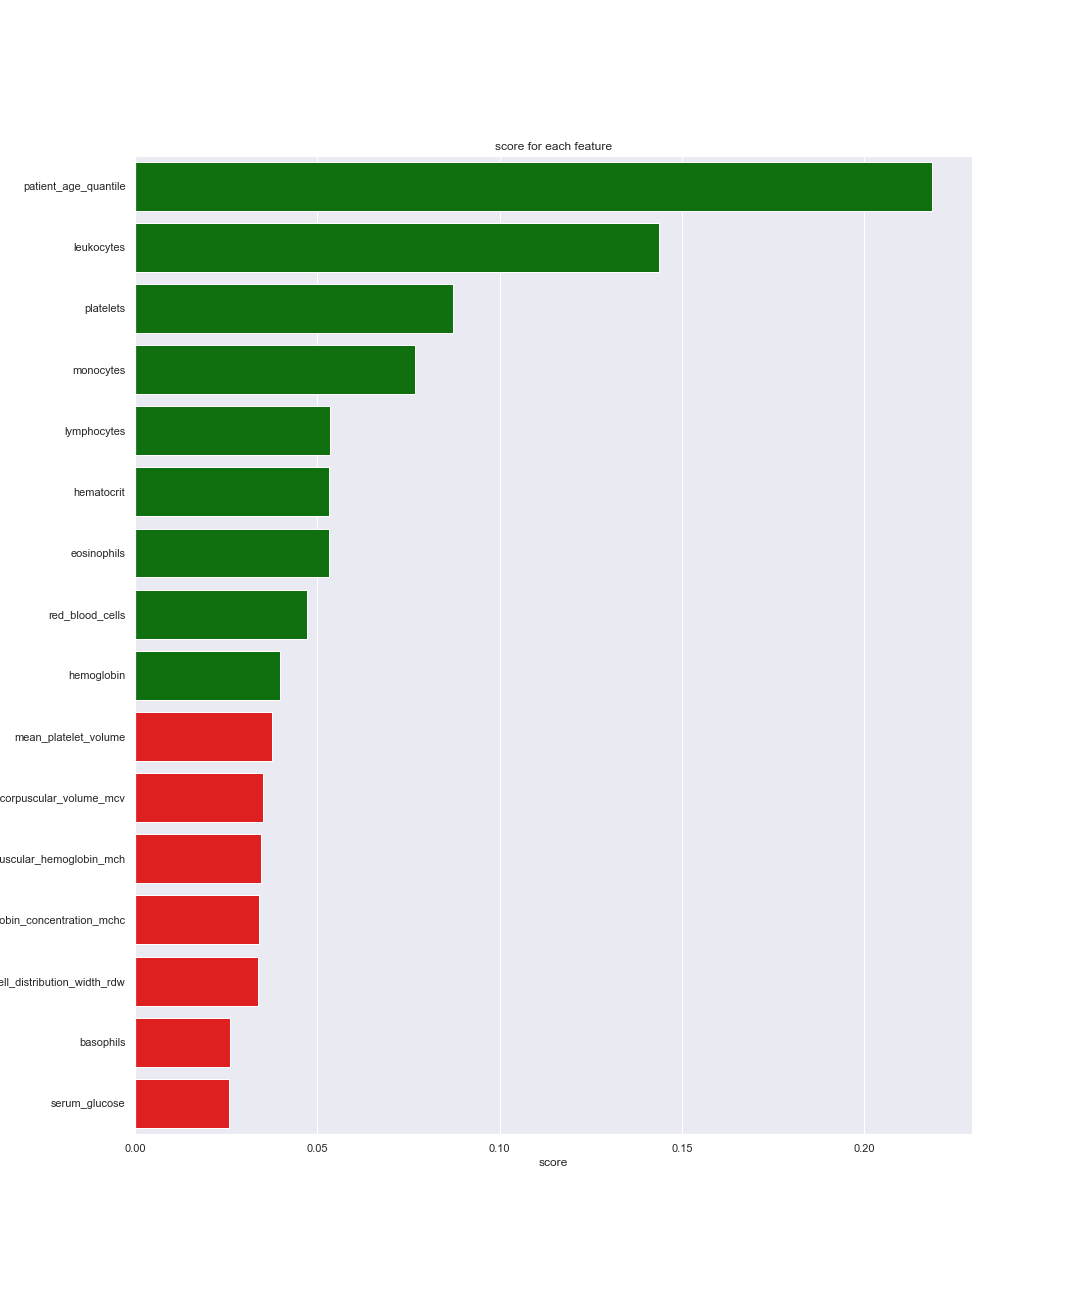 score for each feature
patient_age_quantile
leukocytes
platelets
monocytes
lymphocytes
hematocrit
eosinophils
red_blood_cells
hemoglobin
mean_platelet_volume
corpuscular_volume_mcv
uscular_hemoglobin_mch
obin_concentration_mchc
ell_distribution_width_rdw
basophils
serum_glucose
0.00 0.05 0.10 0.15 0.20
score